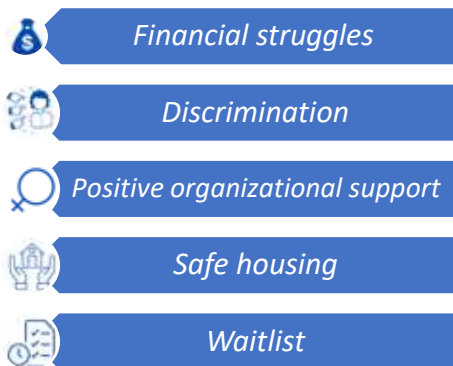 Financial struggles
Discrimination
Positive organizational support
Safe housing
Waitlist